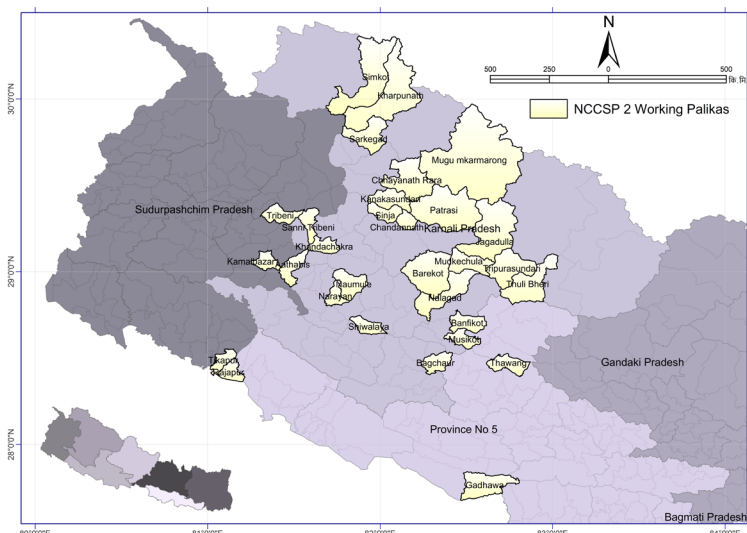 N
500 250 0 500
कि.मि
NCCSP 2 Working Palikas
30°0'0"N
29°0'0"N
28°0'0"N
Simkot
Kharpunath
Sarkegad
Mugu mkarmarong
Chhayanath Rara
Kanakasundari
Sinja
Patrasi
Chandannath
Karnali Pradesh
Jagadulla
Sudurpashchim Pradesh
Tribeni
Sanni Tribeni
Khandachakra
Kamalbazar
Mudkechula
Tripurasundari
Barekot
Thuli Bheri
Naumule
Narayan
Nalagad
Shiwalaya
Banfikot
Musikot
Tikapur
Rajapur
Bagchaur
Thawang
Gandaki Pradesh
Province No 5
Gadhawa
Bagmati Pradesh